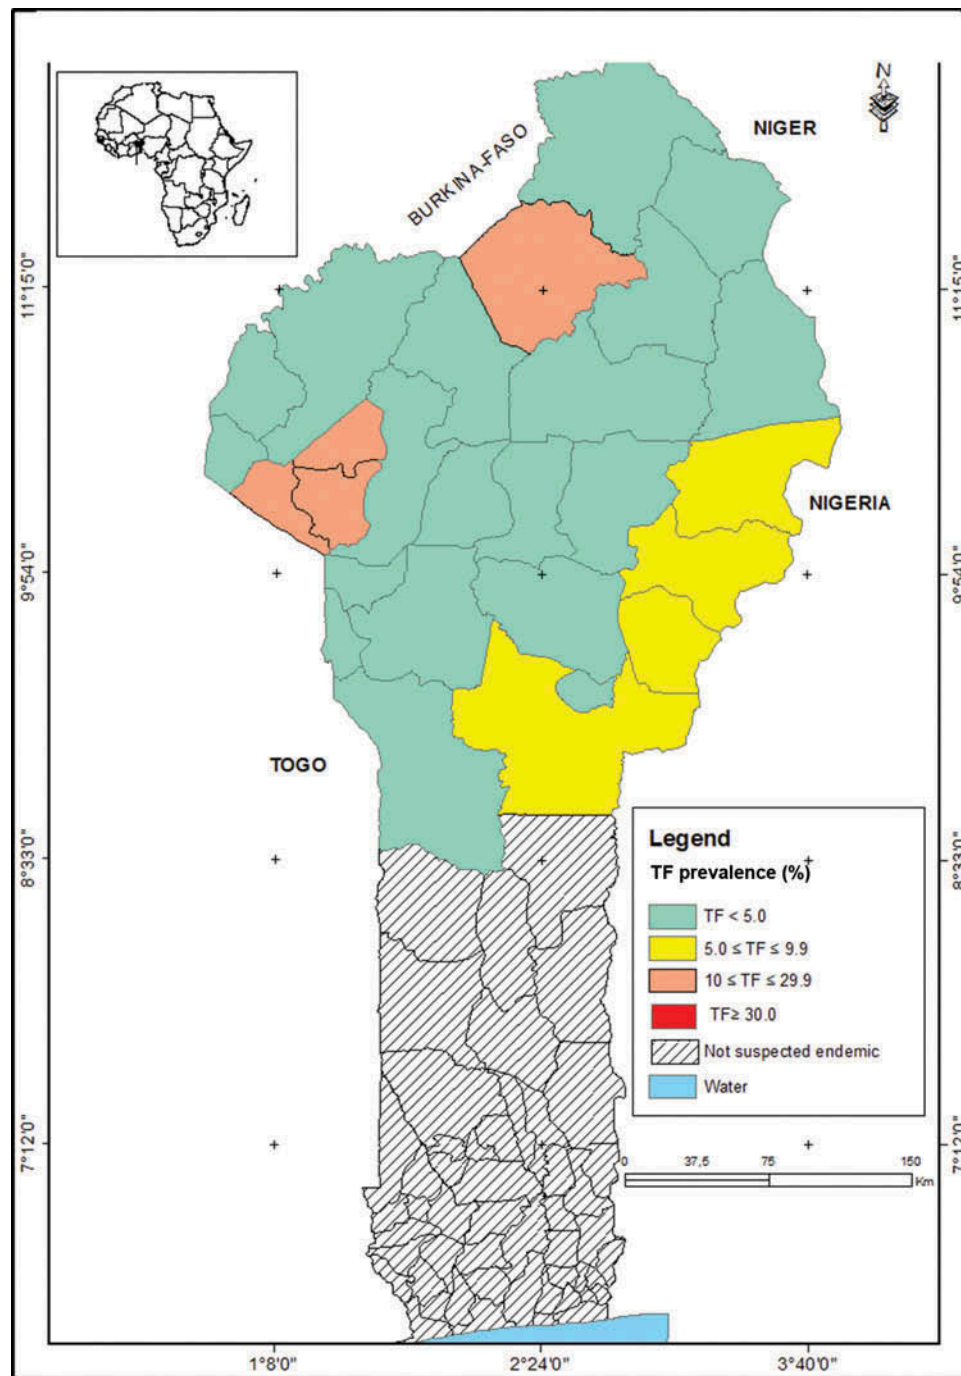 N
NIGER
BURKINA-FASO
11°15'0"
11°15'0"
NIGERIA
9°54'0"
9°54'0"
TOGO
8°33'0"
8°33'0"
Legend
TF prevalence (%)
TF < 5.0
5.0 ≤ TF ≤ 9.9
10 ≤ TF ≤ 29.9
TF≥ 30.0
Not suspected endemic
Water
7°12'0"
7°12'0"
0 37,5 75 150
Km
1°8'0" 2°24'0" 3°40'0"